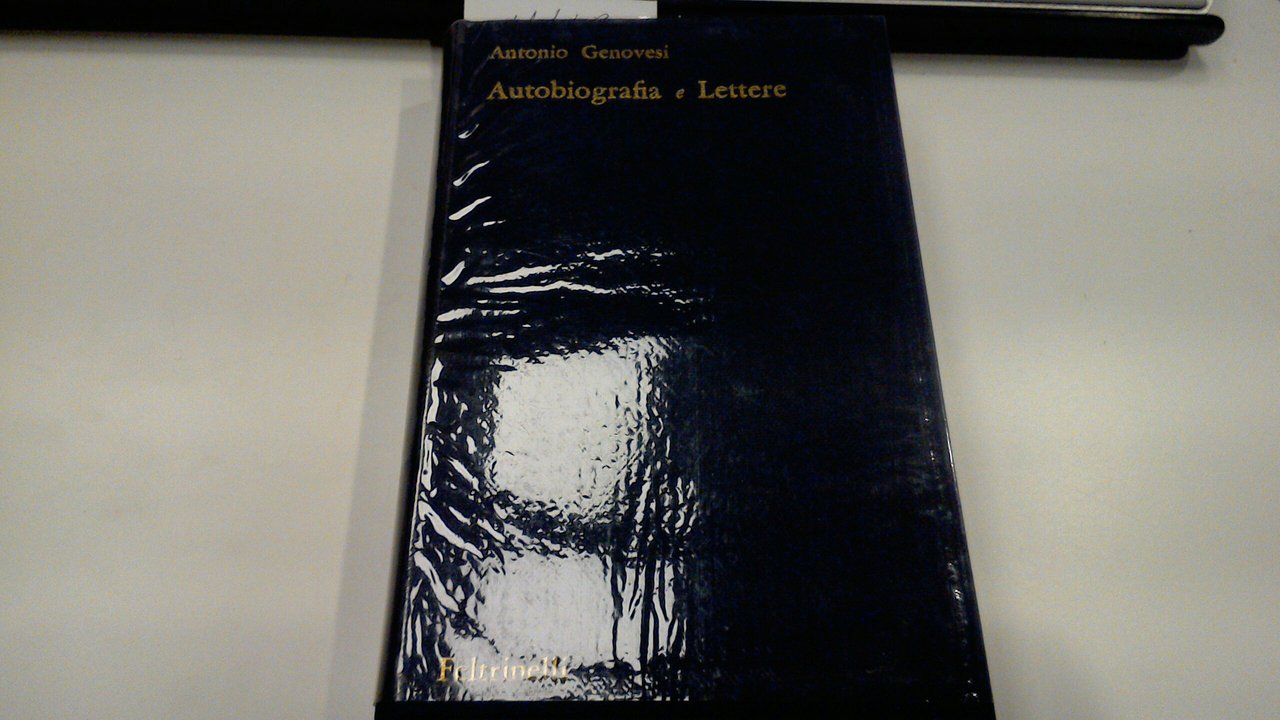 Antonio Genovesi
Autobiografia e Lettere
Feltrinelli